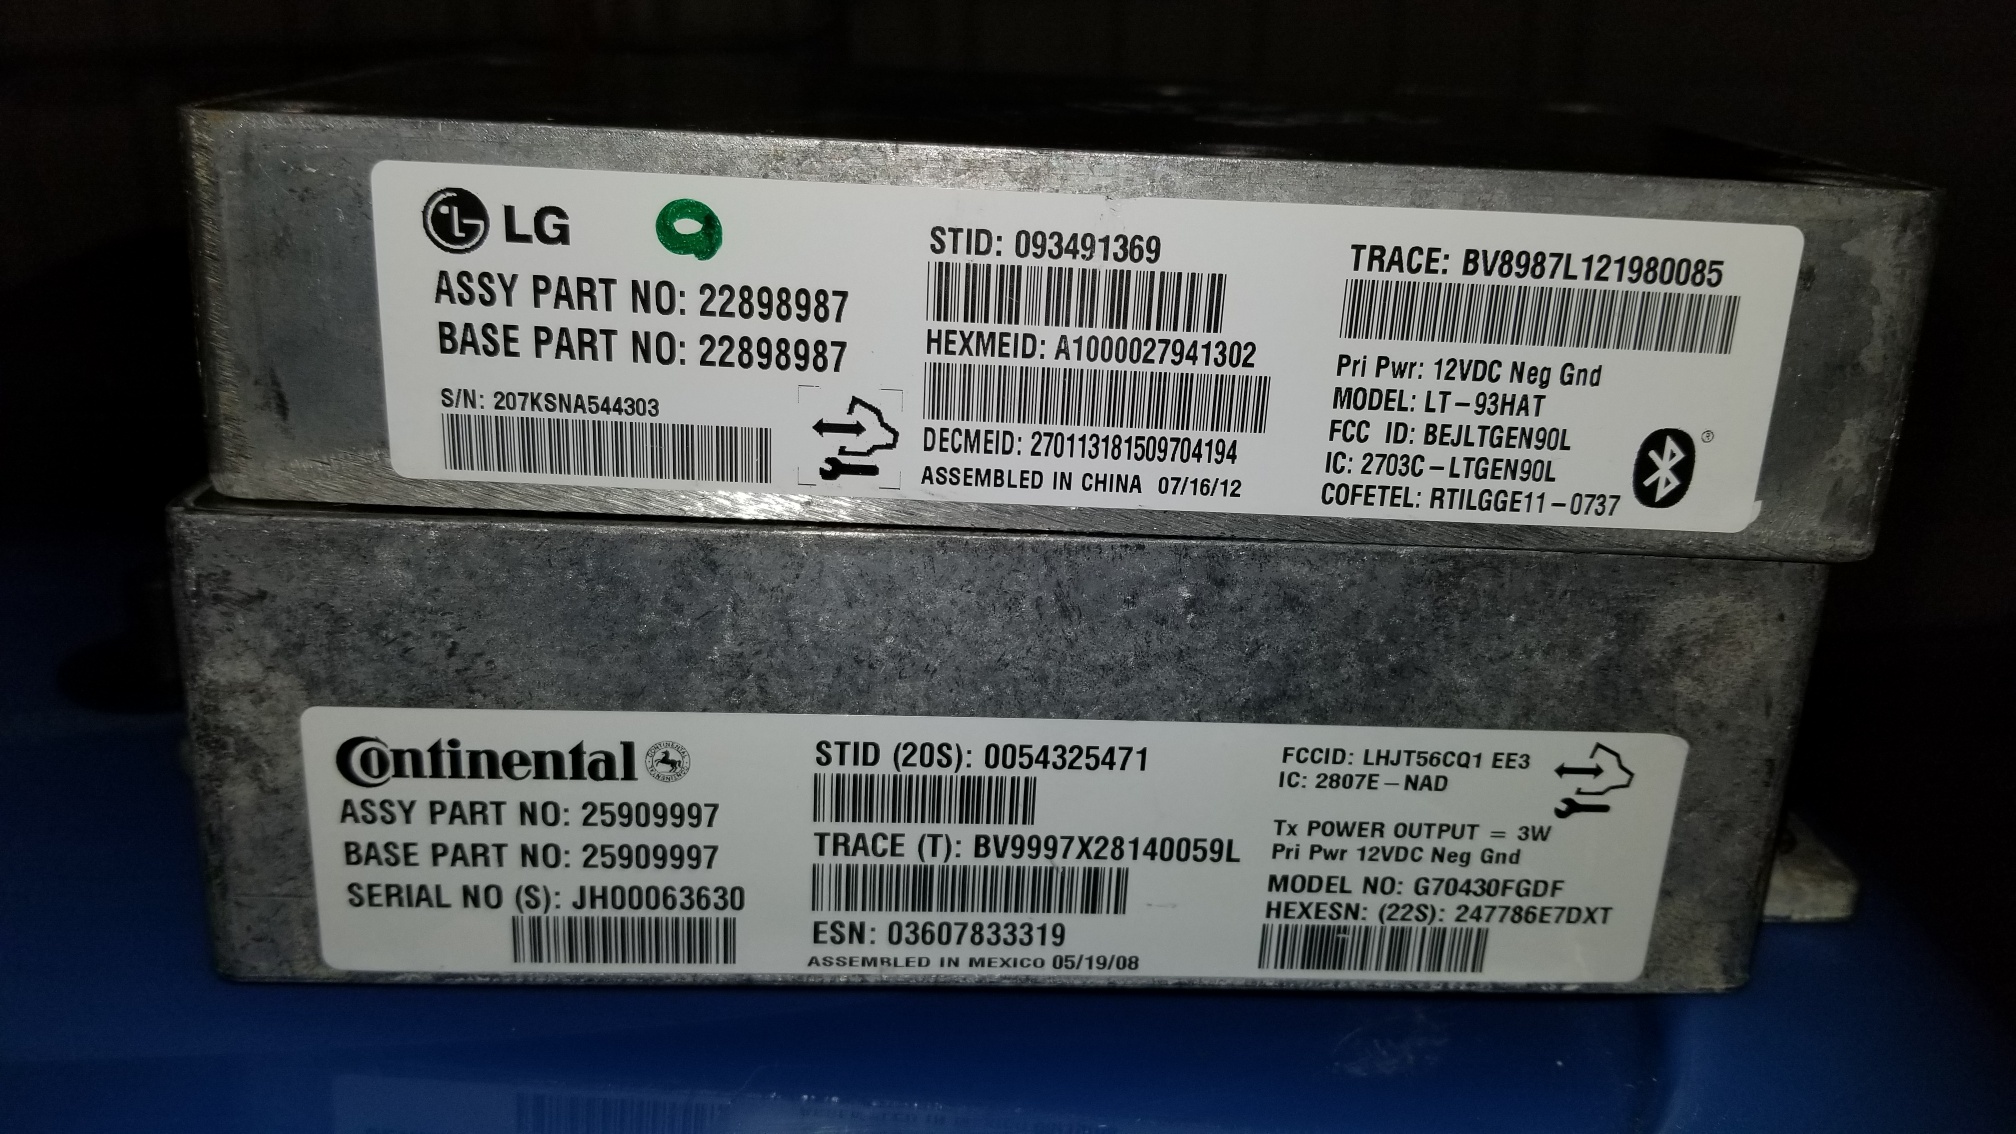 LG
ASSY PART NO: 22898987
BASE PART NO: 22898987
S/N: 207KSNA544303
STID: 093491369
HEXMEID: A1000027941302
DECMEID: 270113181509704194
ASSEMBLED IN CHINA 07/16/12
TRACE: BV8987L121980085
Pri Pwr: 12VDC Neg Gnd
MODEL: LT-93HAT
FCC ID: BEJLTGEN90L
IC: 2703C-LTGEN90L
COFETEL: RTILGGE11-0737
®
Continental
ASSY PART NO: 25909997
BASE PART NO: 25909997
SERIAL NO (S): JH00063630
STID (20S): 0054325471
TRACE (T): BV9997X28140059L
ESN: 03607833319
ASSEMBLED IN MEXICO 05/19/08
FCCID: LHJT56CQ1 EE3
IC: 2807E-NAD
Tx POWER OUTPUT = 3W
Pri Pwr 12VDC Neg Gnd
MODEL NO: G70430FGDF
HEXESN: (22S): 247786E7DXT